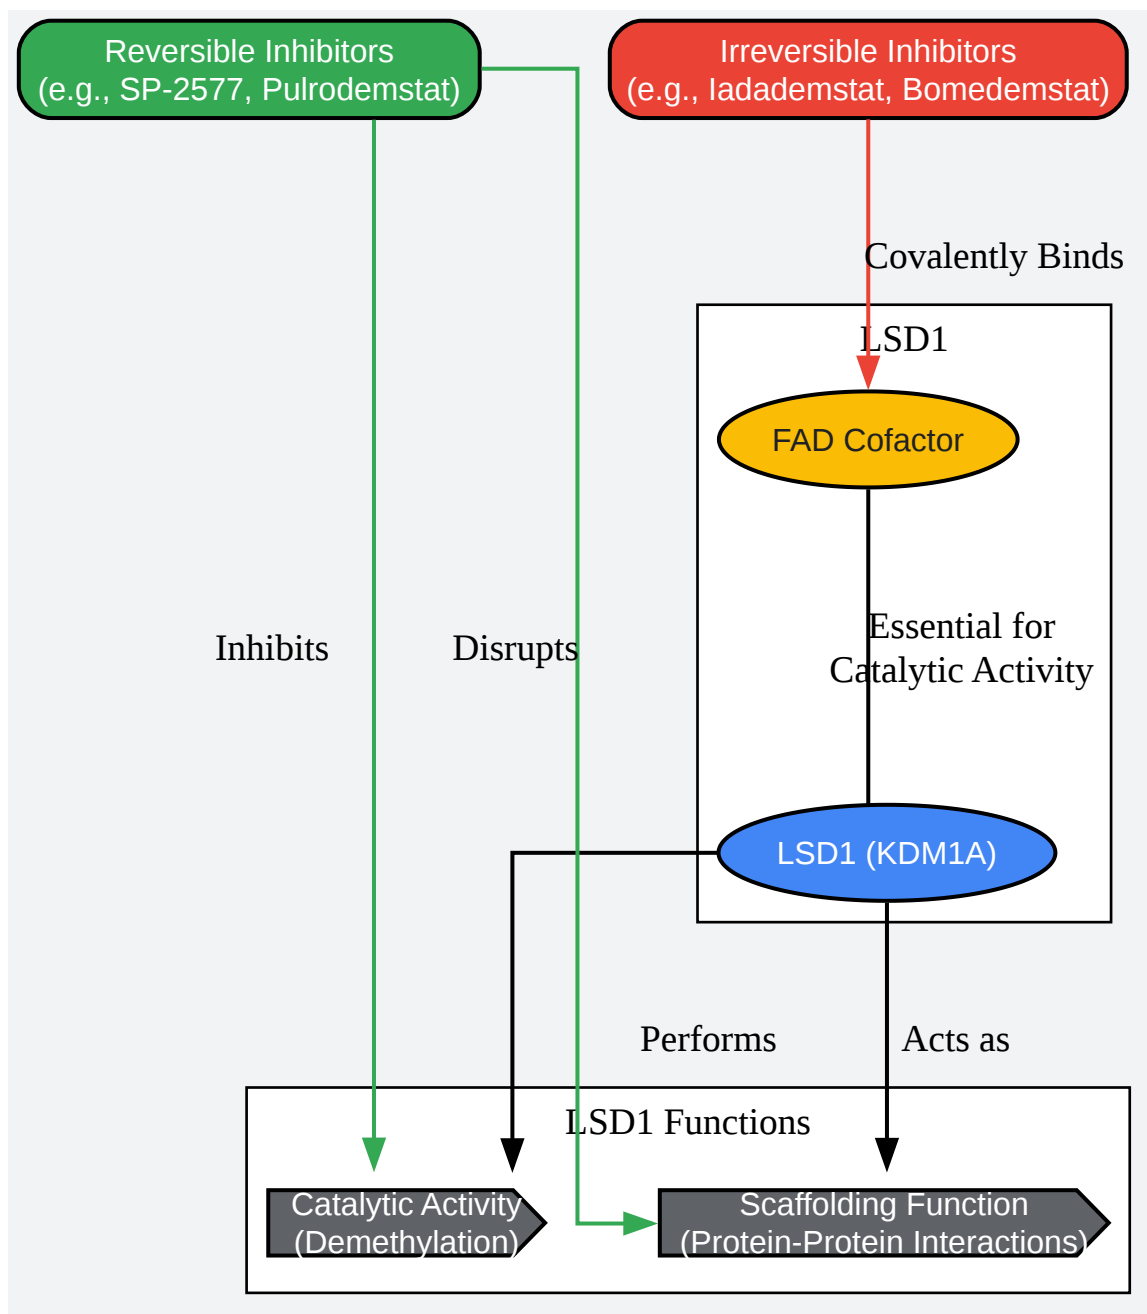 Reversible Inhibitors
(e.g., SP-2577, Pulrodemstat)
Irreversible Inhibitors
(e.g., Iadademstat, Bomedemstat)
Covalently Binds
LSD1
FAD Cofactor
Inhibits
Disrupts
Essential for
Catalytic Activity
LSD1 (KDM1A)
Performs
Acts as
LSD1 Functions
Catalytic Activity
(Demethylation)
Scaffolding Function
(Protein-Protein Interactions)